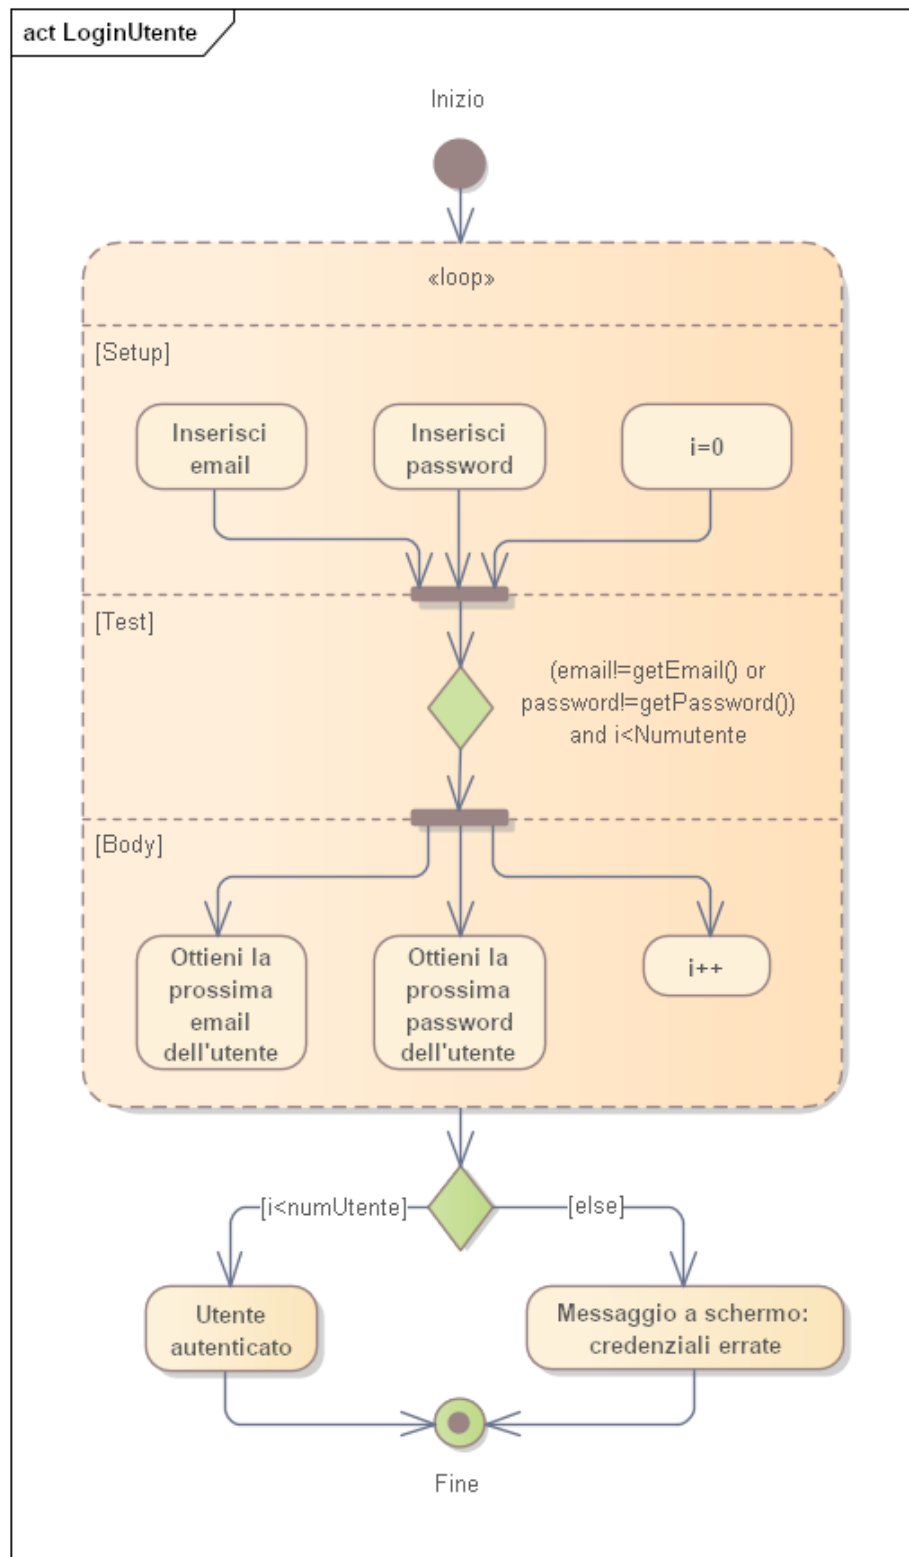 act LoginUtente
Inizio
«loop»
[Setup]
Inserisci
email
Inserisci
password
i=0
[Test]
(email!=getEmail() or
password!=getPassword())
and i<Numutente
[Body]
Ottieni la
prossima
email
dell'utente
Ottieni la
prossima
password
dell'utente
i++
[i<numUtente]
[else]
Utente
autenticato
Messaggio a schermo:
credenziali errate
Fine